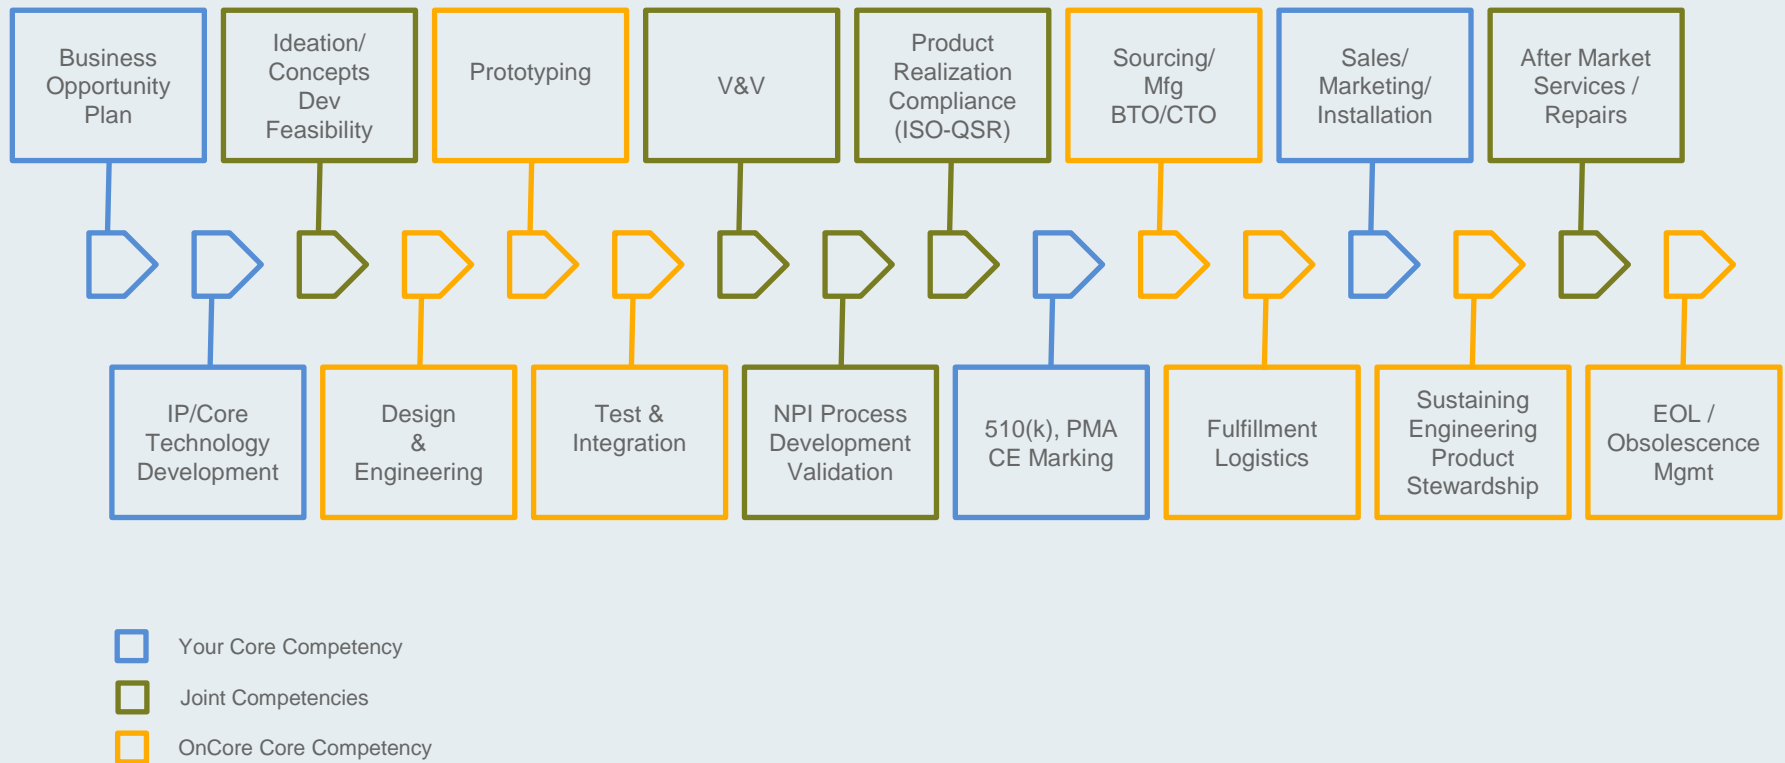 Business
Opportunity
Plan
Ideation/
Concepts
Dev
Feasibility
Prototyping
V&V
Product
Realization
Compliance
(ISO-QSR)
Sourcing/
Mfg
BTO/CTO
Sales/
Marketing/
Installation
After Market
Services /
Repairs
IP/Core
Technology
Development
Design
&
Engineering
Test &
Integration
NPI Process
Development
Validation
510(k), PMA
CE Marking
Fulfillment
Logistics
Sustaining
Engineering
Product
Stewardship
EOL /
Obsolescence
Mgmt
Your Core Competency
Joint Competencies
OnCore Core Competency